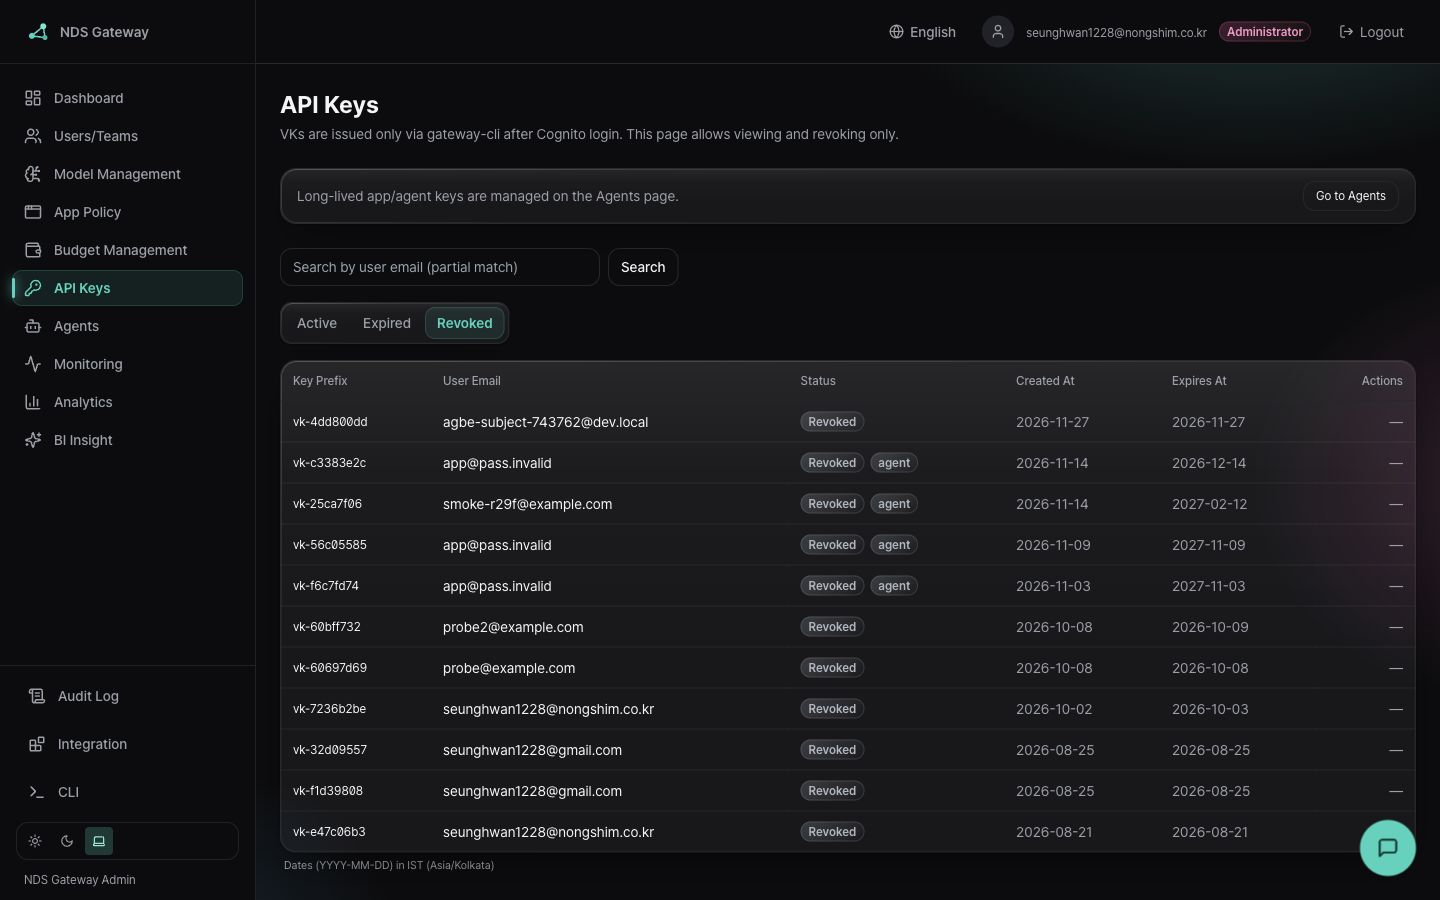 NDS Gateway
English
seunghwan1228@nongshim.co.kr
Administrator
Logout
Dashboard
Users/Teams
Model Management
App Policy
Budget Management
API Keys
Agents
Monitoring
Analytics
BI Insight
Audit Log
Integration
CLI
NDS Gateway Admin
API Keys
VKs are issued only via gateway-cli after Cognito login. This page allows viewing and revoking only.
Long-lived app/agent keys are managed on the Agents page.
Go to Agents
Search by user email (partial match)
Search
Active Expired Revoked
Key Prefix User Email Status Created At Expires At Actions
vk-4dd800dd agbe-subject-743762@dev.local Revoked 2026-11-27 2026-11-27 —
vk-c3383e2c app@pass.invalid Revoked agent 2026-11-14 2026-12-14 —
vk-25ca7f06 smoke-r29f@example.com Revoked agent 2026-11-14 2027-02-12 —
vk-56c05585 app@pass.invalid Revoked agent 2026-11-09 2027-11-09 —
vk-f6c7fd74 app@pass.invalid Revoked agent 2026-11-03 2027-11-03 —
vk-60bff732 probe2@example.com Revoked 2026-10-08 2026-10-09 —
vk-60697d69 probe@example.com Revoked 2026-10-08 2026-10-08 —
vk-7236b2be seunghwan1228@nongshim.co.kr Revoked 2026-10-02 2026-10-03 —
vk-32d09557 seunghwan1228@gmail.com Revoked 2026-08-25 2026-08-25 —
vk-f1d39808 seunghwan1228@gmail.com Revoked 2026-08-25 2026-08-25 —
vk-e47c06b3 seunghwan1228@nongshim.co.kr Revoked 2026-08-21 2026-08-21
Dates (YYYY-MM-DD) in IST (Asia/Kolkata)